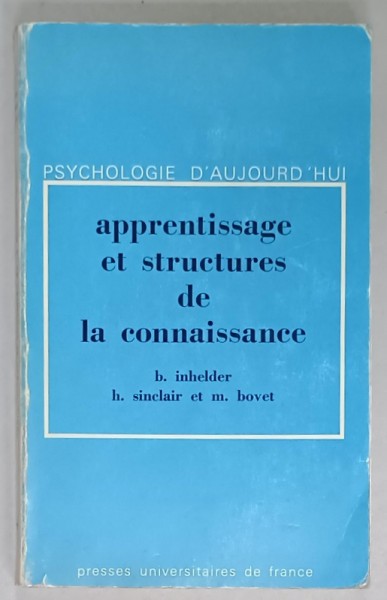 PSYCHOLOGIE D'AUJOURD'HUI
apprentissage
et structures
de
la connaissance
b. inhelder
h. sinclair et m. bovet
presses universitaires de france